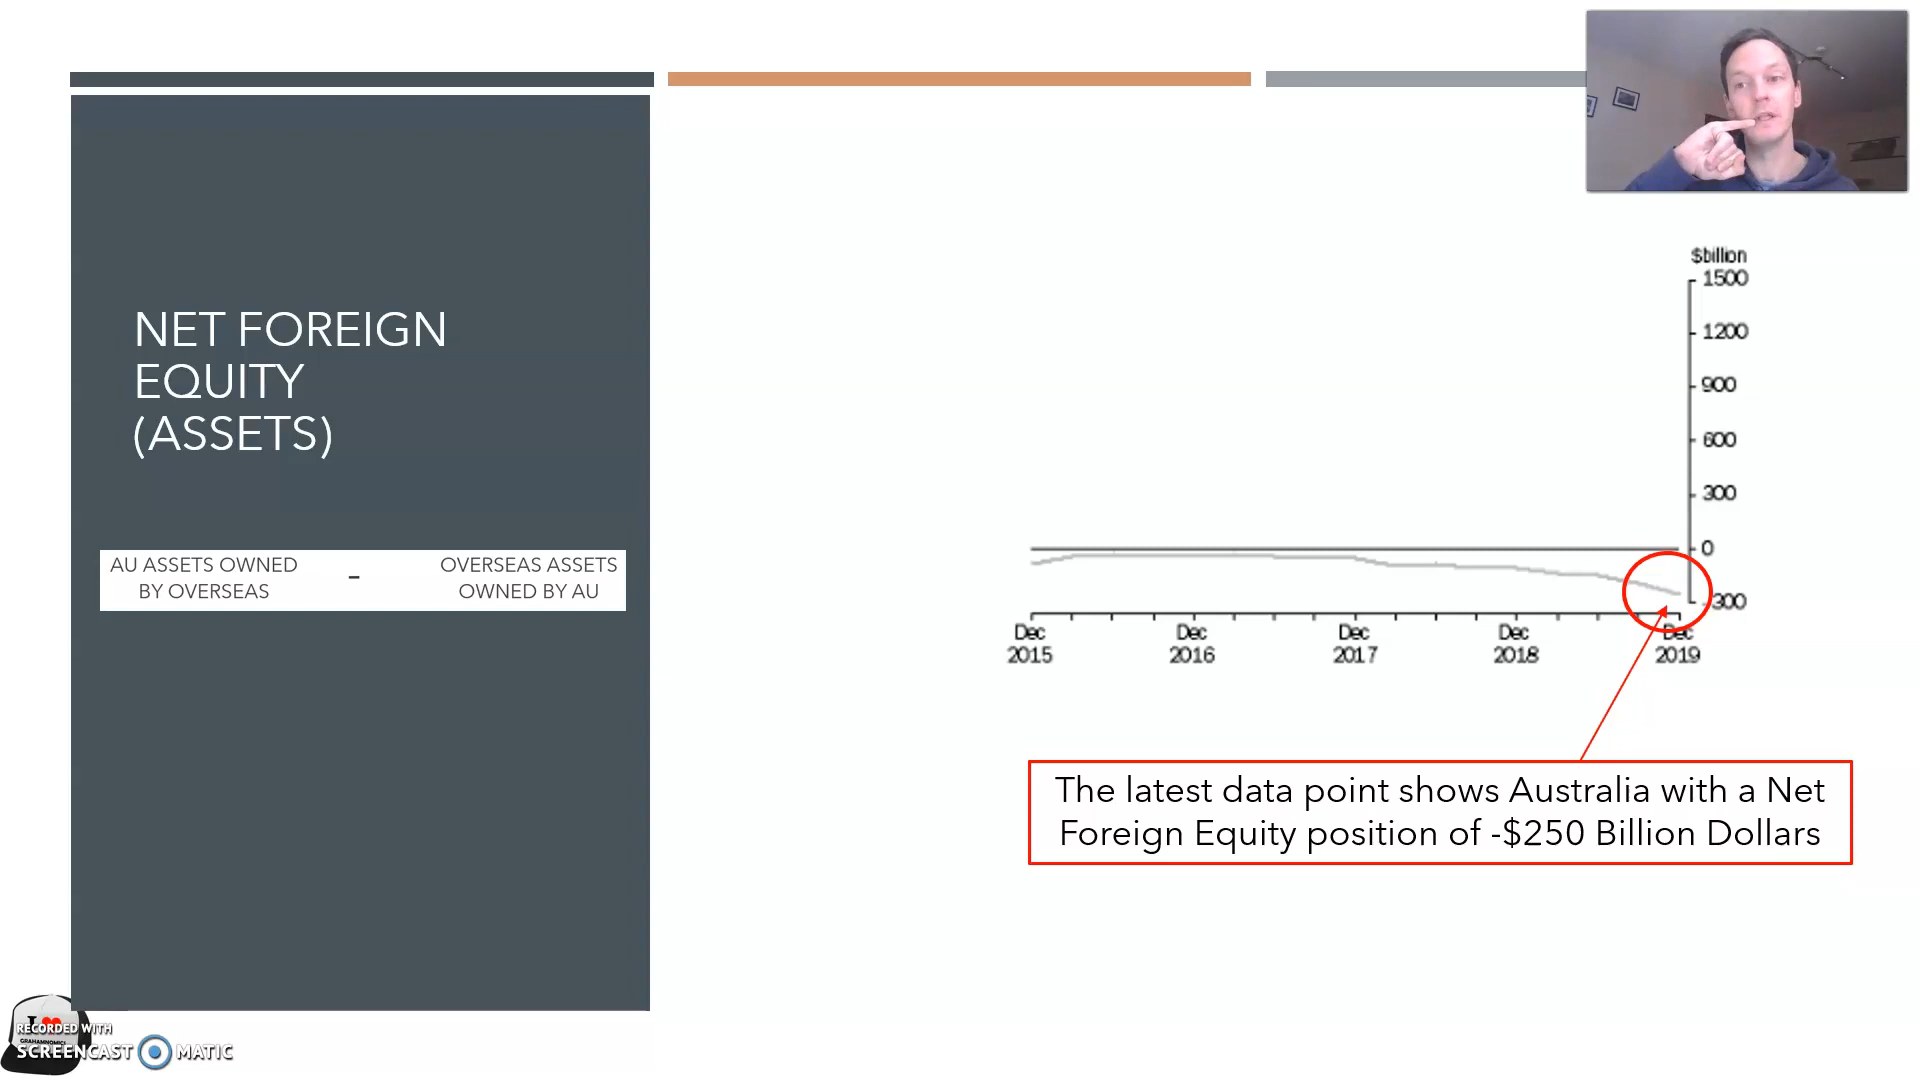 NET FOREIGN
EQUITY
(ASSETS)
AU ASSETS OWNED
BY OVERSEAS
-
OVERSEAS ASSETS
OWNED BY AU
$billion
1500
1200
900
600
300
0
300
Dec
2015
Dec
2016
Dec
2017
Dec
2018
Dec
2019
The latest data point shows Australia with a Net
Foreign Equity position of -$250 Billion Dollars
I ❤
GRAHAMNOMICS
RECORDED WITH
SCREENCAST MATIC